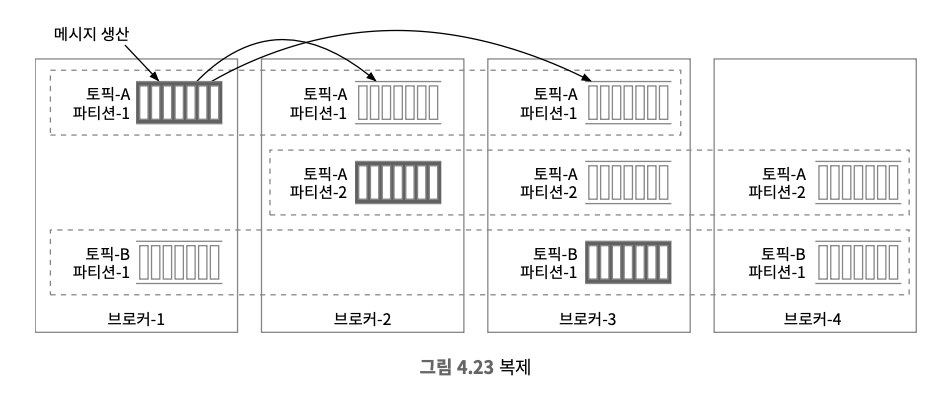 메시지 생산
토픽-A
파티션-1
토픽-A
파티션-1
토픽-A
파티션-1
토픽-A
파티션-2
토픽-A
파티션-2
토픽-A
파티션-2
토픽-B
파티션-1
토픽-B
파티션-1
토픽-B
파티션-1
브로커-1
브로커-2
브로커-3
브로커-4
그림 4.23 복제